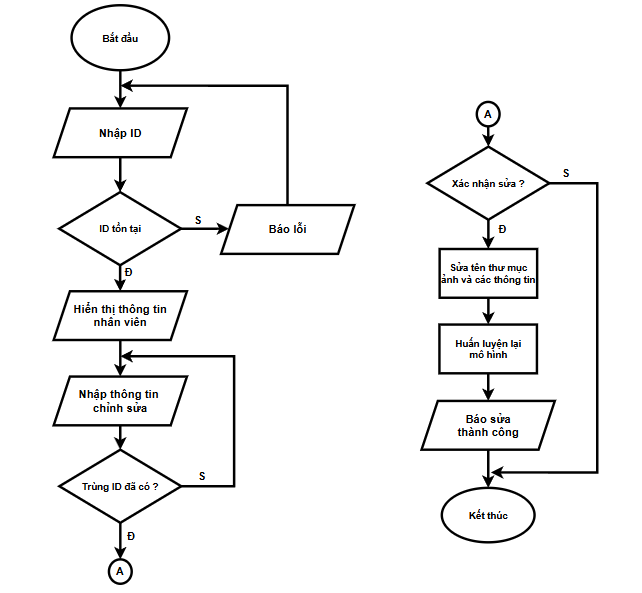 Bắt đầu
Nhập ID
ID tồn tại
S
Báo lỗi
Đ
Hiển thị thông tin
nhân viên
Nhập thông tin
chỉnh sửa
Trùng ID đã có ?
S
Đ
A
A
Xác nhận sửa ?
S
Đ
Sửa tên thư mục
ảnh và các thông tin
Huấn luyện lại
mô hình
Báo sửa
thành công
Kết thúc